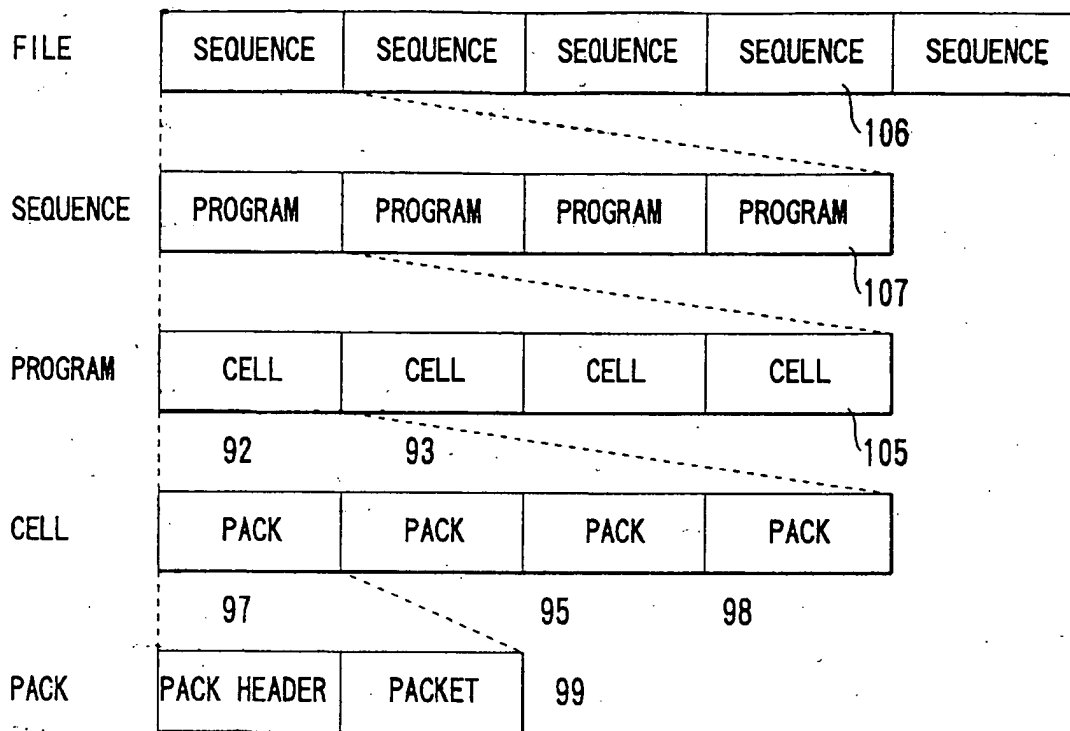 FILE SEQUENCE SEQUENCE SEQUENCE SEQUENCE SEQUENCE
106
SEQUENCE PROGRAM PROGRAM PROGRAM PROGRAM
107
PROGRAM CELL CELL CELL CELL
92 93 105
CELL PACK PACK PACK PACK
97 95 98
PACK PACK HEADER PACKET 99